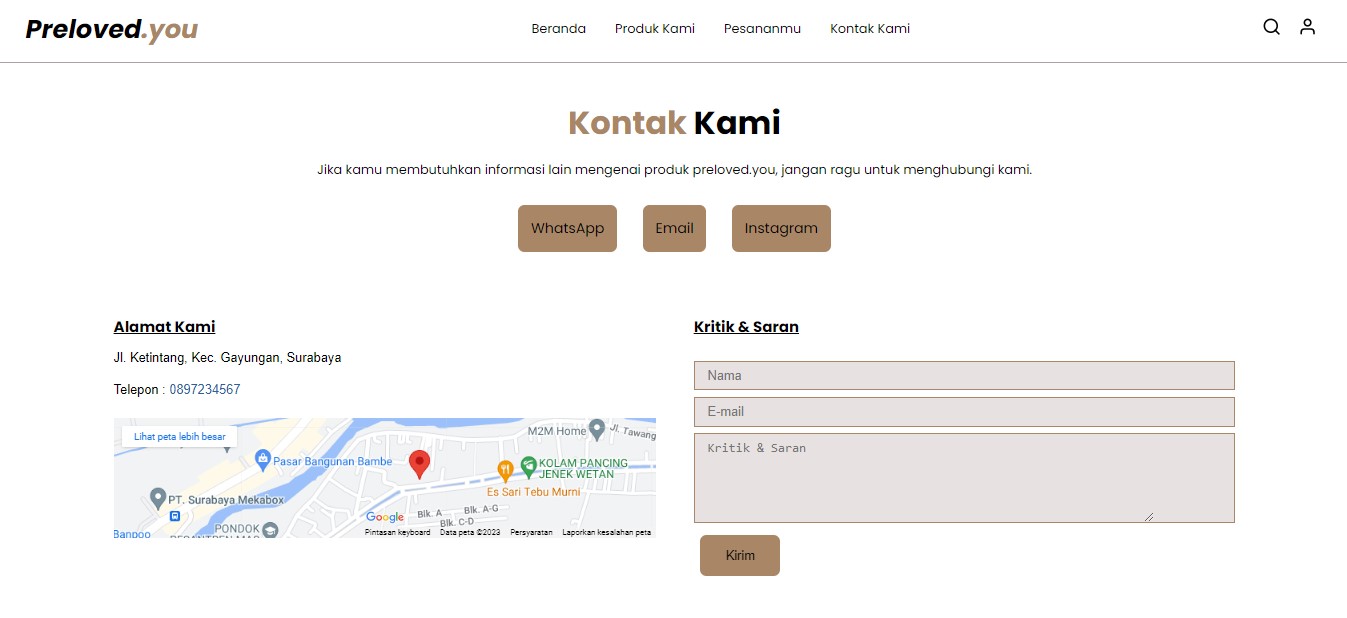 Preloved.you
Beranda Produk Kami Pesananmu Kontak Kami
Kontak Kami
Jika kamu membutuhkan informasi lain mengenai produk preloved.you, jangan ragu untuk menghubungi kami.
WhatsApp Email Instagram
Alamat Kami
Jl. Ketintang, Kec. Gayungan, Surabaya
Telepon : 0897234567
Lihat peta lebih besar
M2M Home
Jl. Tawang
Pasar Bangunan Bambe
KOLAM PANCING
JENEK WETAN
Es Sari Tebu Murni
PT. Surabaya Mekabox
Blk. A
Blk. A-G
Blk. C-D
Google
PONDOK
Banpoo
Pintasan keyboard Data peta ©2023 Persyaratan Laporkan kesalahan peta
Kritik & Saran
Nama
E-mail
Kritik & Saran
Kirim